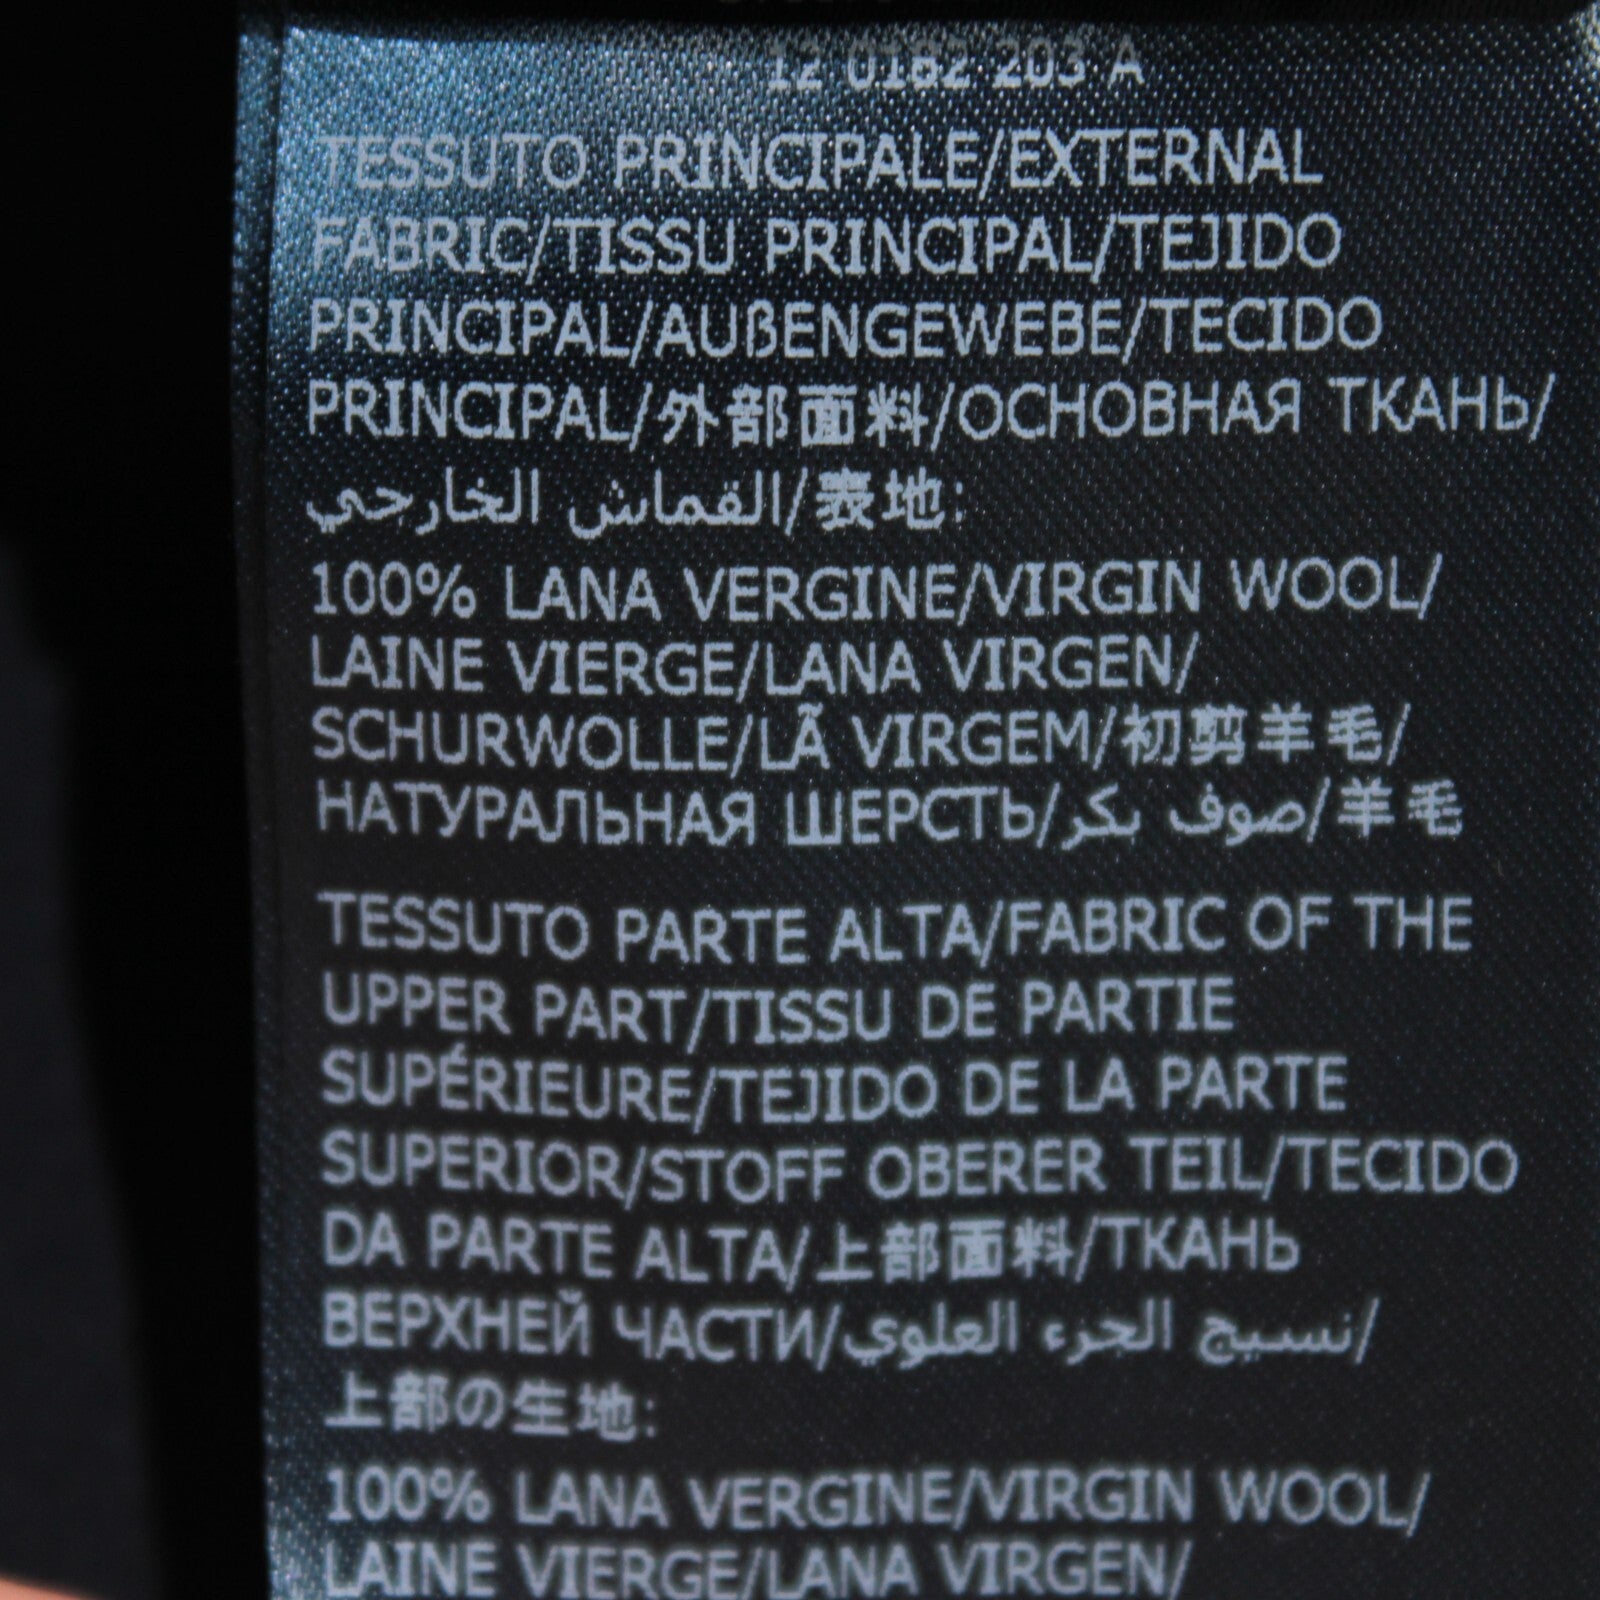 12 0182 203 A
TESSUTO PRINCIPALE/EXTERNAL
FABRIC/TISSU PRINCIPAL/TEJIDO
PRINCIPAL/AUßENGEWEBE/TECIDO
PRINCIPAL/外部面料/ОСНОВНАЯ ТКАНЬ/
القماش الخارجي/表地:
100% LANA VERGINE/VIRGIN WOOL/
LAINE VIERGE/LANA VIRGEN/
SCHURWOLLE/LÃ VIRGEM/初剪羊毛/
НАТУРАЛЬНАЯ ШЕРСТЬ/صوف بكر/羊毛
TESSUTO PARTE ALTA/FABRIC OF THE
UPPER PART/TISSU DE PARTIE
SUPÉRIEURE/TEJIDO DE LA PARTE
SUPERIOR/STOFF OBERER TEIL/TECIDO
DA PARTE ALTA/上部面料/ТКАНЬ
ВЕРХНЕЙ ЧАСТИ/نسيج الجزء العلوي/
上部の生地:
100% LANA VERGINE/VIRGIN WOOL/
LAINE VIERGE/LANA VIRGEN/